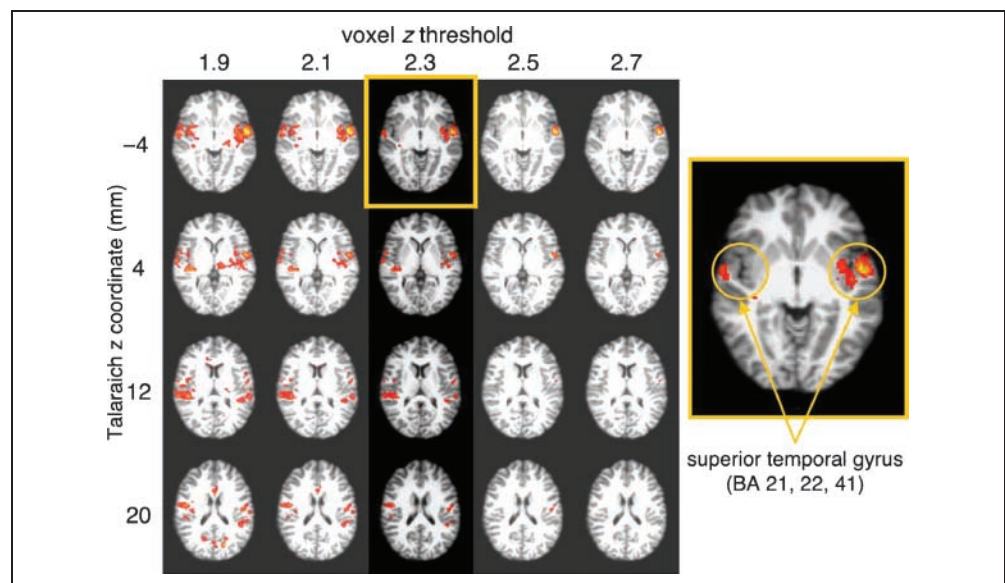 voxel z threshold
1.9 2.1 2.3 2.5 2.7
Talaraich z coordinate (mm)
−4
4
12
20
superior temporal gyrus
(BA 21, 22, 41)